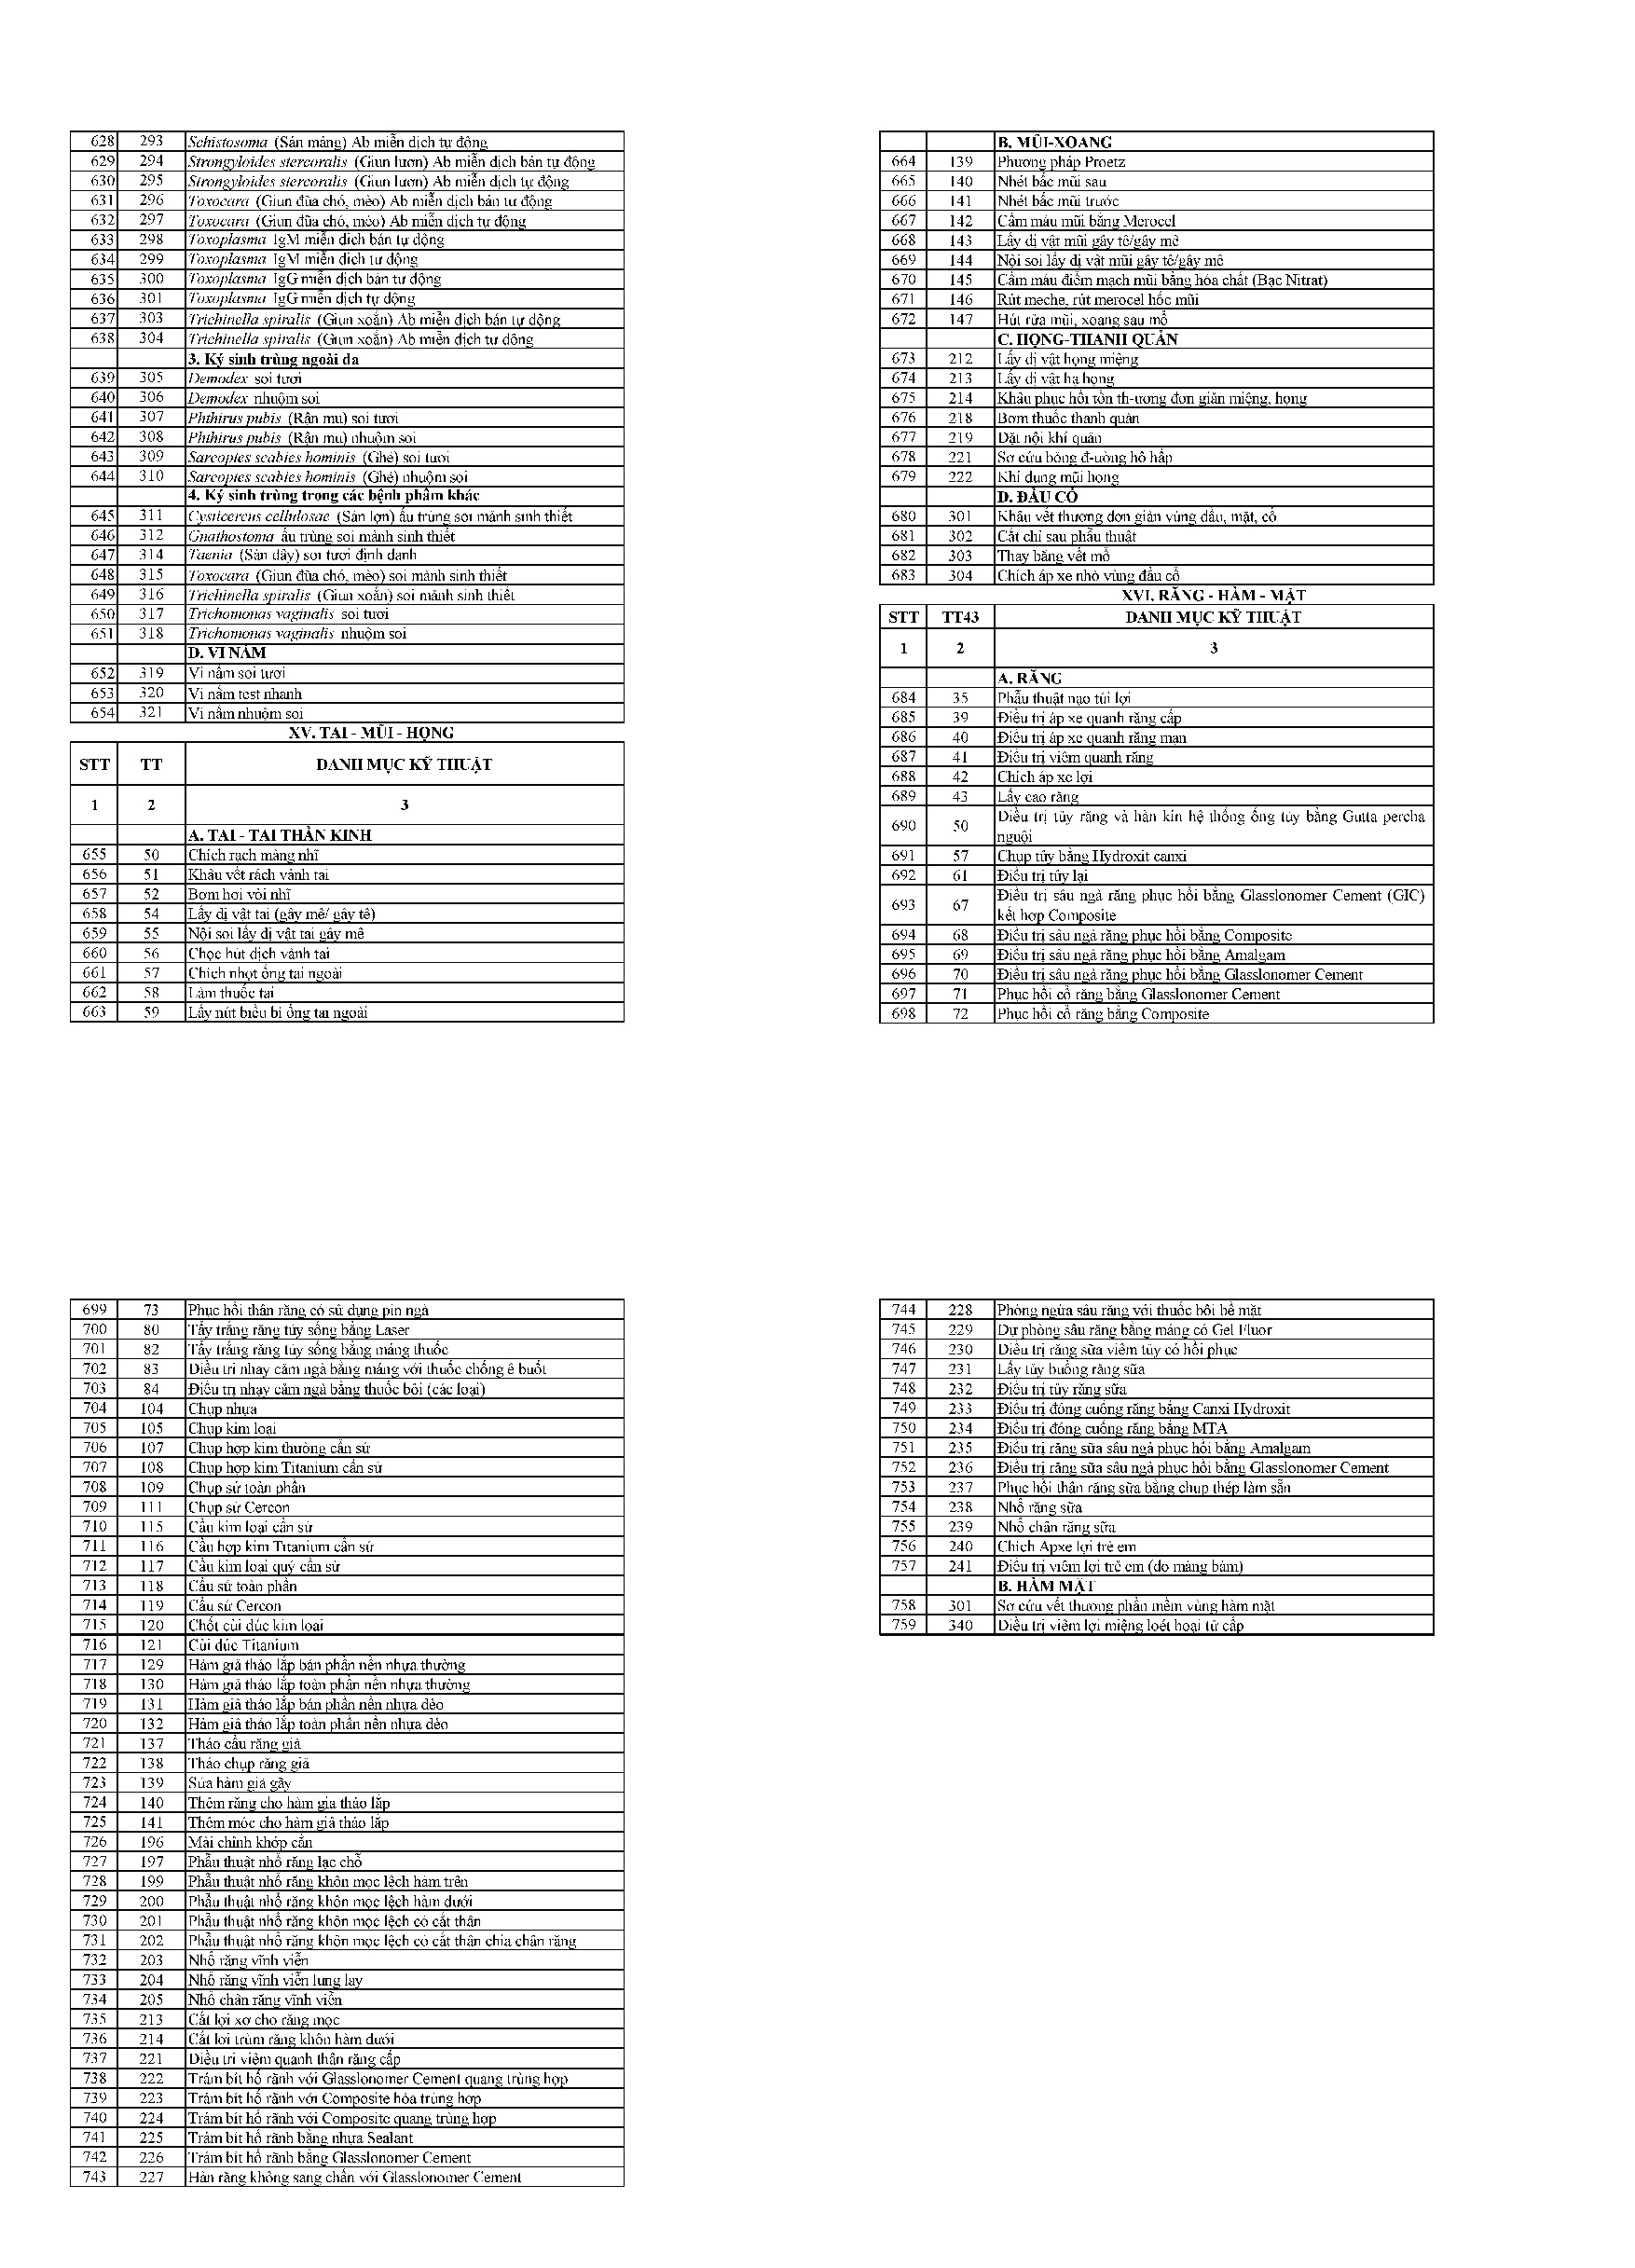 628 293 Schistosoma (Sán máng) Ab miễn dịch tự động
629 294 Strongyloides stercoralis (Giun lươn) Ab miễn dịch bán tự động
630 295 Strongyloides stercoralis (Giun lươn) Ab miễn dịch tự động
631 296 Toxocara (Giun đũa chó, mèo) Ab miễn dịch bán tự động
632 297 Toxocara (Giun đũa chó, mèo) Ab miễn dịch tự động
633 298 Toxoplasma IgM miễn dịch bán tự động
634 299 Toxoplasma IgM miễn dịch tự động
635 300 Toxoplasma IgG miễn dịch bán tự động
636 301 Toxoplasma IgG miễn dịch tự động
637 303 Trichinella spiralis (Giun xoắn) Ab miễn dịch bán tự động
638 304 Trichinella spiralis (Giun xoắn) Ab miễn dịch tự động
3. Ký sinh trùng ngoài da
639 305 Demodex soi tươi
640 306 Demodex nhuộm soi
641 307 Phthirus pubis (Rận mu) soi tươi
642 308 Phthirus pubis (Rận mu) nhuộm soi
643 309 Sarcoptes scabies hominis (Ghẻ) soi tươi
644 310 Sarcoptes scabies hominis (Ghẻ) nhuộm soi
4. Ký sinh trùng trong các bệnh phẩm khác
645 311 Cysticercus cellulosae (Sán lợn) ấu trùng soi mảnh sinh thiết
646 312 Gnathostoma ấu trùng soi mảnh sinh thiết
647 314 Taenia (Sán dây) soi tươi định danh
648 315 Toxocara (Giun đũa chó, mèo) soi mảnh sinh thiết
649 316 Trichinella spiralis (Giun xoắn) soi mảnh sinh thiết
650 317 Trichomonas vaginalis soi tươi
651 318 Trichomonas vaginalis nhuộm soi
D. VI NẤM
652 319 Vi nấm soi tươi
653 320 Vi nấm test nhanh
654 321 Vi nấm nhuộm soi
XV. TAI - MŨI - HỌNG
STT TT DANH MỤC KỸ THUẬT
1 2 3
A. TAI - TAI THẦN KINH
655 50 Chích rạch màng nhĩ
656 51 Khâu vết rách vành tai
657 52 Bơm hơi vòi nhĩ
658 54 Lấy dị vật tai (gây mê/ gây tê)
659 55 Nội soi lấy dị vật tai gây mê
660 56 Chọc hút dịch vành tai
661 57 Chích nhọt ống tai ngoài
662 58 Làm thuốc tai
663 59 Lấy nút biểu bì ống tai ngoài
B. MŨI-XOANG
664 139 Phương pháp Proetz
665 140 Nhét bấc mũi sau
666 141 Nhét bấc mũi trước
667 142 Cầm máu mũi bằng Merocel
668 143 Lấy dị vật mũi gây tê/gây mê
669 144 Nội soi lấy dị vật mũi gây tê/gây mê
670 145 Cầm máu điểm mạch mũi bằng hóa chất (Bạc Nitrat)
671 146 Rút meche, rút merocel hốc mũi
672 147 Hút rửa mũi, xoang sau mổ
C. HỌNG-THANH QUẢN
673 212 Lấy dị vật họng miệng
674 213 Lấy dị vật hạ họng
675 214 Khâu phục hồi tổn th-ương đơn giản miệng, họng
676 218 Bơm thuốc thanh quản
677 219 Đặt nội khí quản
678 221 Sơ cứu bỏng đ-ường hô hấp
679 222 Khí dung mũi họng
D. ĐẦU CỔ
680 301 Khâu vết thương đơn giản vùng đầu, mặt, cổ
681 302 Cắt chỉ sau phẫu thuật
682 303 Thay băng vết mổ
683 304 Chích áp xe nhỏ vùng đầu cổ
XVI. RĂNG - HÀM - MẶT
STT TT43 DANH MỤC KỸ THUẬT
1 2 3
A. RĂNG
684 35 Phẫu thuật nạo túi lợi
685 39 Điều trị áp xe quanh răng cấp
686 40 Điều trị áp xe quanh răng mạn
687 41 Điều trị viêm quanh răng
688 42 Chích áp xe lợi
689 43 Lấy cao răng
690 50 Điều trị tủy răng và hàn kín hệ thống ống tủy bằng Gutta percha
nguội
691 57 Chụp tủy bằng Hydroxit canxi
692 61 Điều trị tủy lại
693 67 Điều trị sâu ngà răng phục hồi bằng GlassIonomer Cement (GIC)
kết hợp Composite
694 68 Điều trị sâu ngà răng phục hồi bằng Composite
695 69 Điều trị sâu ngà răng phục hồi bằng Amalgam
696 70 Điều trị sâu ngà răng phục hồi bằng GlassIonomer Cement
697 71 Phục hồi cổ răng bằng GlassIonomer Cement
698 72 Phục hồi cổ răng bằng Composite
699 73 Phục hồi thân răng có sử dụng pin ngà
700 80 Tẩy trắng răng tủy sống bằng Laser
701 82 Tẩy trắng răng tủy sống bằng máng thuốc
702 83 Điều trị nhạy cảm ngà bằng máng với thuốc chống ê buốt
703 84 Điều trị nhạy cảm ngà bằng thuốc bôi (các loại)
704 104 Chụp nhựa
705 105 Chụp kim loại
706 107 Chụp hợp kim thường cẩn sứ
707 108 Chụp hợp kim Titanium cẩn sứ
708 109 Chụp sứ toàn phần
709 111 Chụp sứ Cercon
710 115 Cầu kim loại cẩn sứ
711 116 Cầu hợp kim Titanium cẩn sứ
712 117 Cầu kim loại quý cẩn sứ
713 118 Cầu sứ toàn phần
714 119 Cầu sứ Cercon
715 120 Chốt cùi đúc kim loại
716 121 Cùi đúc Titanium
717 129 Hàm giả tháo lắp bán phần nền nhựa thường
718 130 Hàm giả tháo lắp toàn phần nền nhựa thường
719 131 Hàm giả tháo lắp bán phần nền nhựa dẻo
720 132 Hàm giả tháo lắp toàn phần nền nhựa dẻo
721 137 Tháo cầu răng giả
722 138 Tháo chụp răng giả
723 139 Sửa hàm giả gãy
724 140 Thêm răng cho hàm giả tháo lắp
725 141 Thêm móc cho hàm giả tháo lắp
726 196 Mài chỉnh khớp cắn
727 197 Phẫu thuật nhổ răng lạc chỗ
728 199 Phẫu thuật nhổ răng khôn mọc lệch hàm trên
729 200 Phẫu thuật nhổ răng khôn mọc lệch hàm dưới
730 201 Phẫu thuật nhổ răng khôn mọc lệch có cắt thân
731 202 Phẫu thuật nhổ răng khôn mọc lệch có cắt thân chia chân răng
732 203 Nhổ răng vĩnh viễn
733 204 Nhổ răng vĩnh viễn lung lay
734 205 Nhổ chân răng vĩnh viễn
735 213 Cắt lợi xơ cho răng mọc
736 214 Cắt lợi trùm răng khôn hàm dưới
737 221 Điều trị viêm quanh thân răng cấp
738 222 Trám bít hố rãnh với GlassIonomer Cement quang trùng hợp
739 223 Trám bít hố rãnh với Composite hóa trùng hợp
740 224 Trám bít hố rãnh với Composite quang trùng hợp
741 225 Trám bít hố rãnh bằng nhựa Sealant
742 226 Trám bít hố rãnh bằng GlassIonomer Cement
743 227 Hàn răng không sang chấn với GlassIonomer Cement
744 228 Phòng ngừa sâu răng với thuốc bôi bề mặt
745 229 Dự phòng sâu răng bằng máng có Gel Fluor
746 230 Điều trị răng sữa viêm tủy có hồi phục
747 231 Lấy tủy buồng răng sữa
748 232 Điều trị tủy răng sữa
749 233 Điều trị đóng cuống răng bằng Canxi Hydroxit
750 234 Điều trị đóng cuống răng bằng MTA
751 235 Điều trị răng sữa sâu ngà phục hồi bằng Amalgam
752 236 Điều trị răng sữa sâu ngà phục hồi bằng GlassIonomer Cement
753 237 Phục hồi thân răng sữa bằng chụp thép làm sẵn
754 238 Nhổ răng sữa
755 239 Nhổ chân răng sữa
756 240 Chích Apxe lợi trẻ em
757 241 Điều trị viêm lợi trẻ em (do mảng bám)
B. HÀM MẶT
758 301 Sơ cứu vết thương phần mềm vùng hàm mặt
759 340 Điều trị viêm lợi miệng loét hoại tử cấp